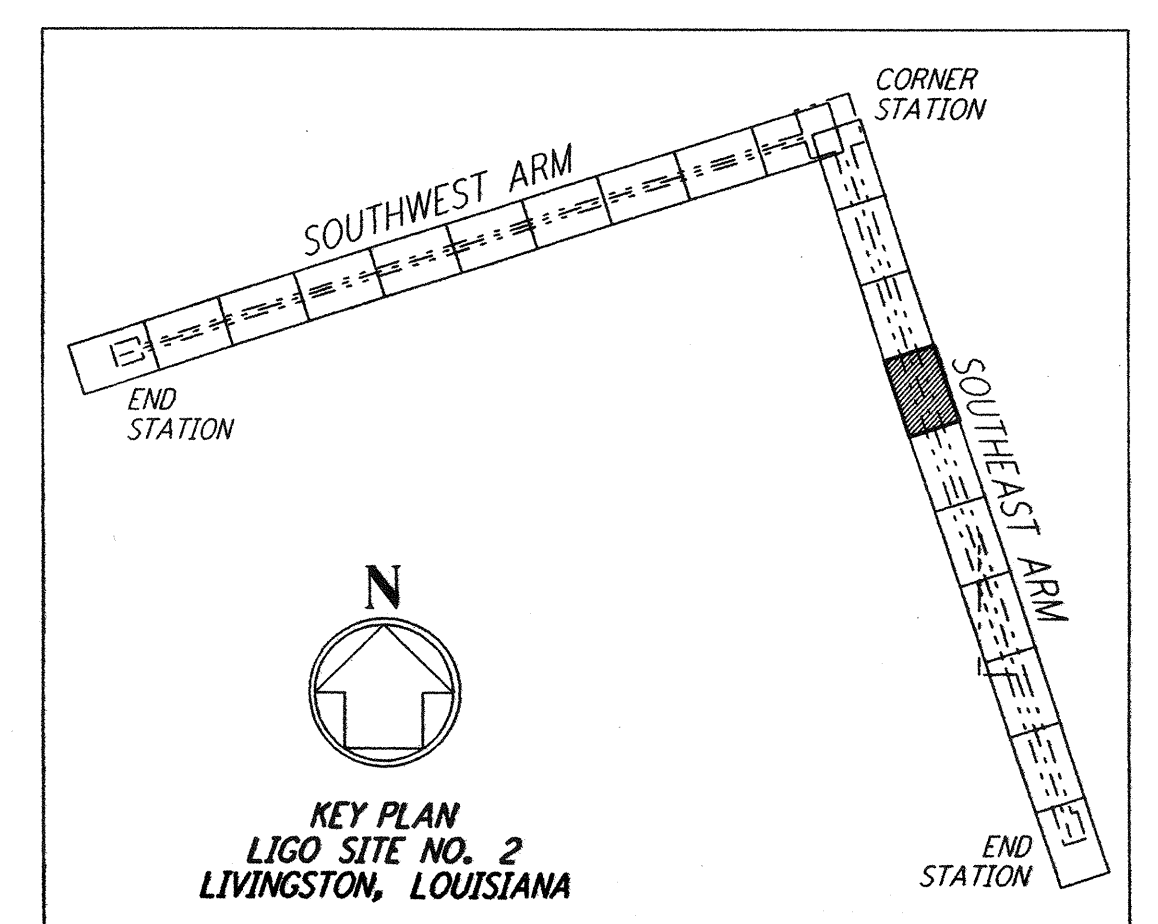 CORNER
STATION
SOUTHWEST ARM
SOUTHEAST ARM
END
STATION
N
KEY PLAN
LIGO SITE NO. 2
LIVINGSTON, LOUISIANA
END
STATION